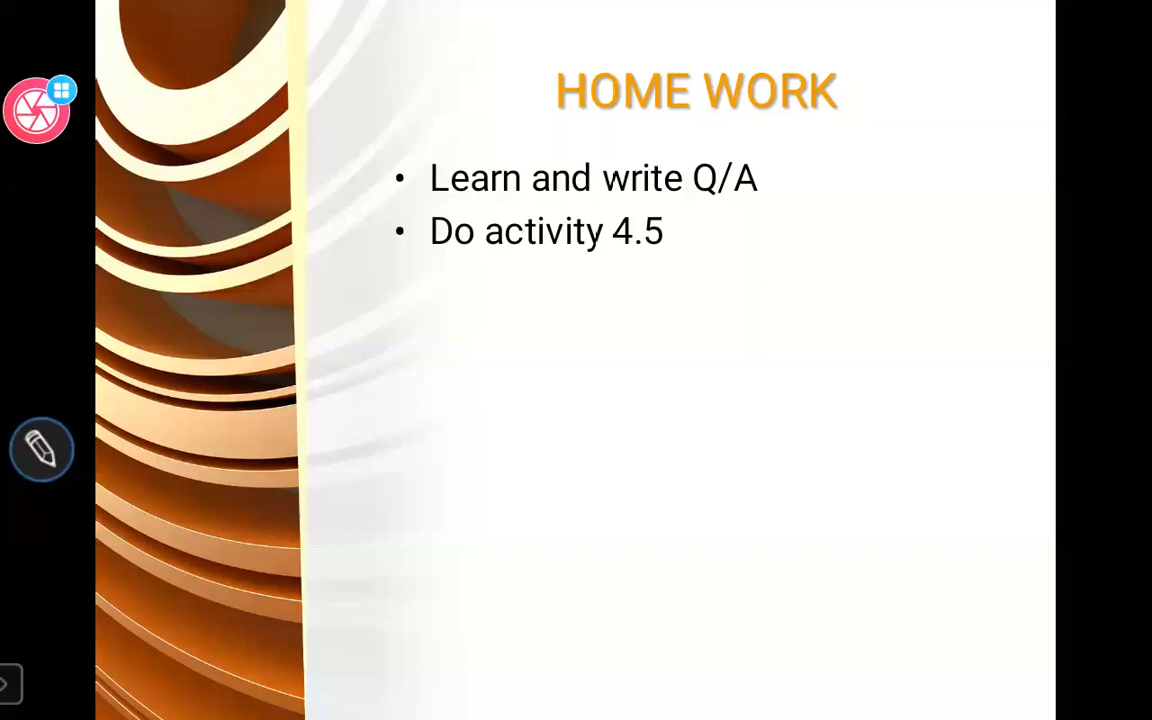 HOME WORK
• Learn and write Q/A
• Do activity 4.5